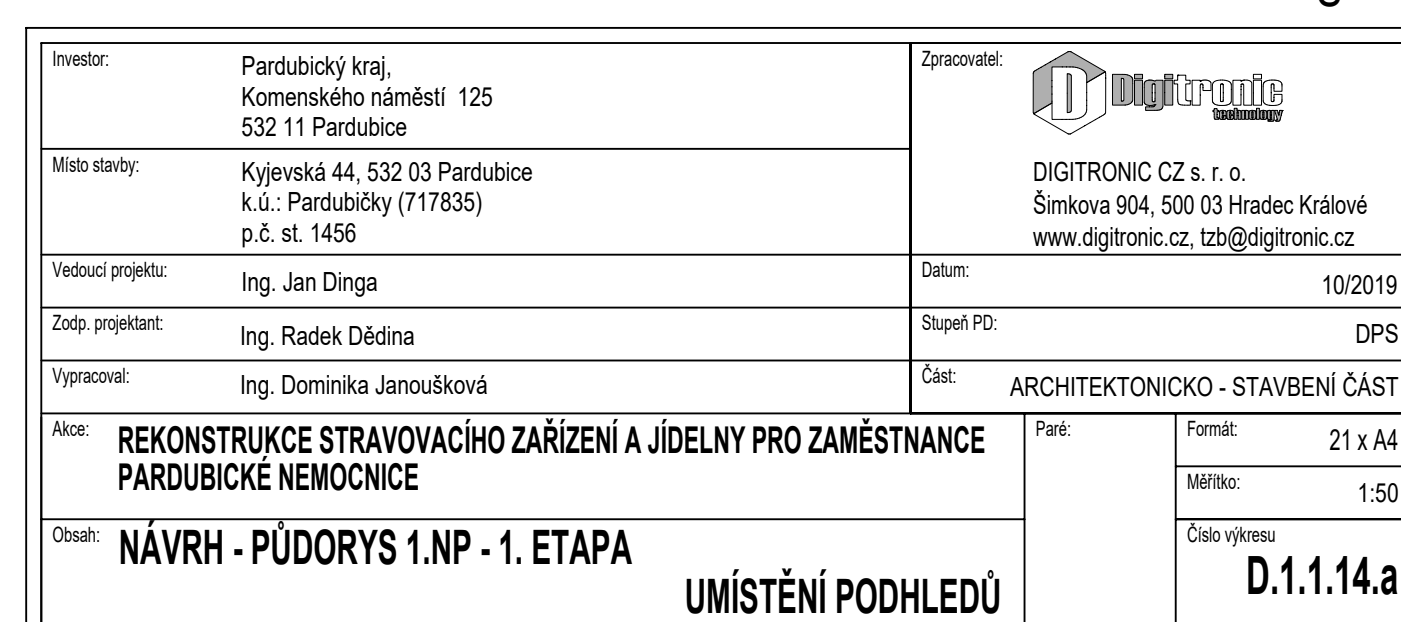 Investor:
Pardubický kraj,
Komenského náměstí 125
532 11 Pardubice
Zpracovatel:
Digitronic
technology
DIGITRONIC CZ s. r. o.
Šimkova 904, 500 03 Hradec Králové
www.digitronic.cz, tzb@digitronic.cz
Místo stavby:
Kyjevská 44, 532 03 Pardubice
k.ú.: Pardubičky (717835)
p.č. st. 1456
Vedoucí projektu:
Ing. Jan Dinga
Datum:
10/2019
Zodp. projektant:
Ing. Radek Dědina
Stupeň PD:
DPS
Vypracoval:
Ing. Dominika Janoušková
Část:
ARCHITEKTONICKO - STAVBENÍ ČÁST
Akce:
REKONSTRUKCE STRAVOVACÍHO ZAŘÍZENÍ A JÍDELNY PRO ZAMĚSTNANCE
PARDUBICKÉ NEMOCNICE
Paré:
Formát:
21 x A4
Měřítko:
1:50
Obsah:
NÁVRH - PŮDORYS 1.NP - 1. ETAPA
UMÍSTĚNÍ PODHLEDŮ
Číslo výkresu
D.1.1.14.a